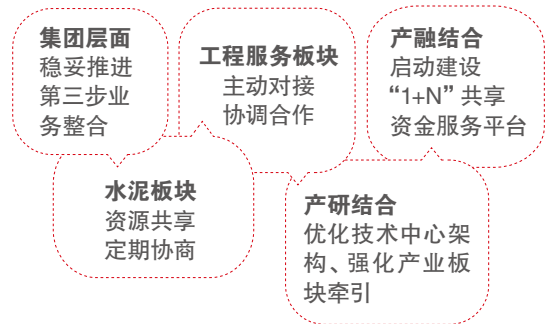 集团层面
稳妥推进
第三步业
务整合
工程服务板块
主动对接
协调合作
产融结合
启动建设
“1+N”共享
资金服务平台
水泥板块
资源共享
定期协商
产研结合
优化技术中心架
构、强化产业板
块牵引